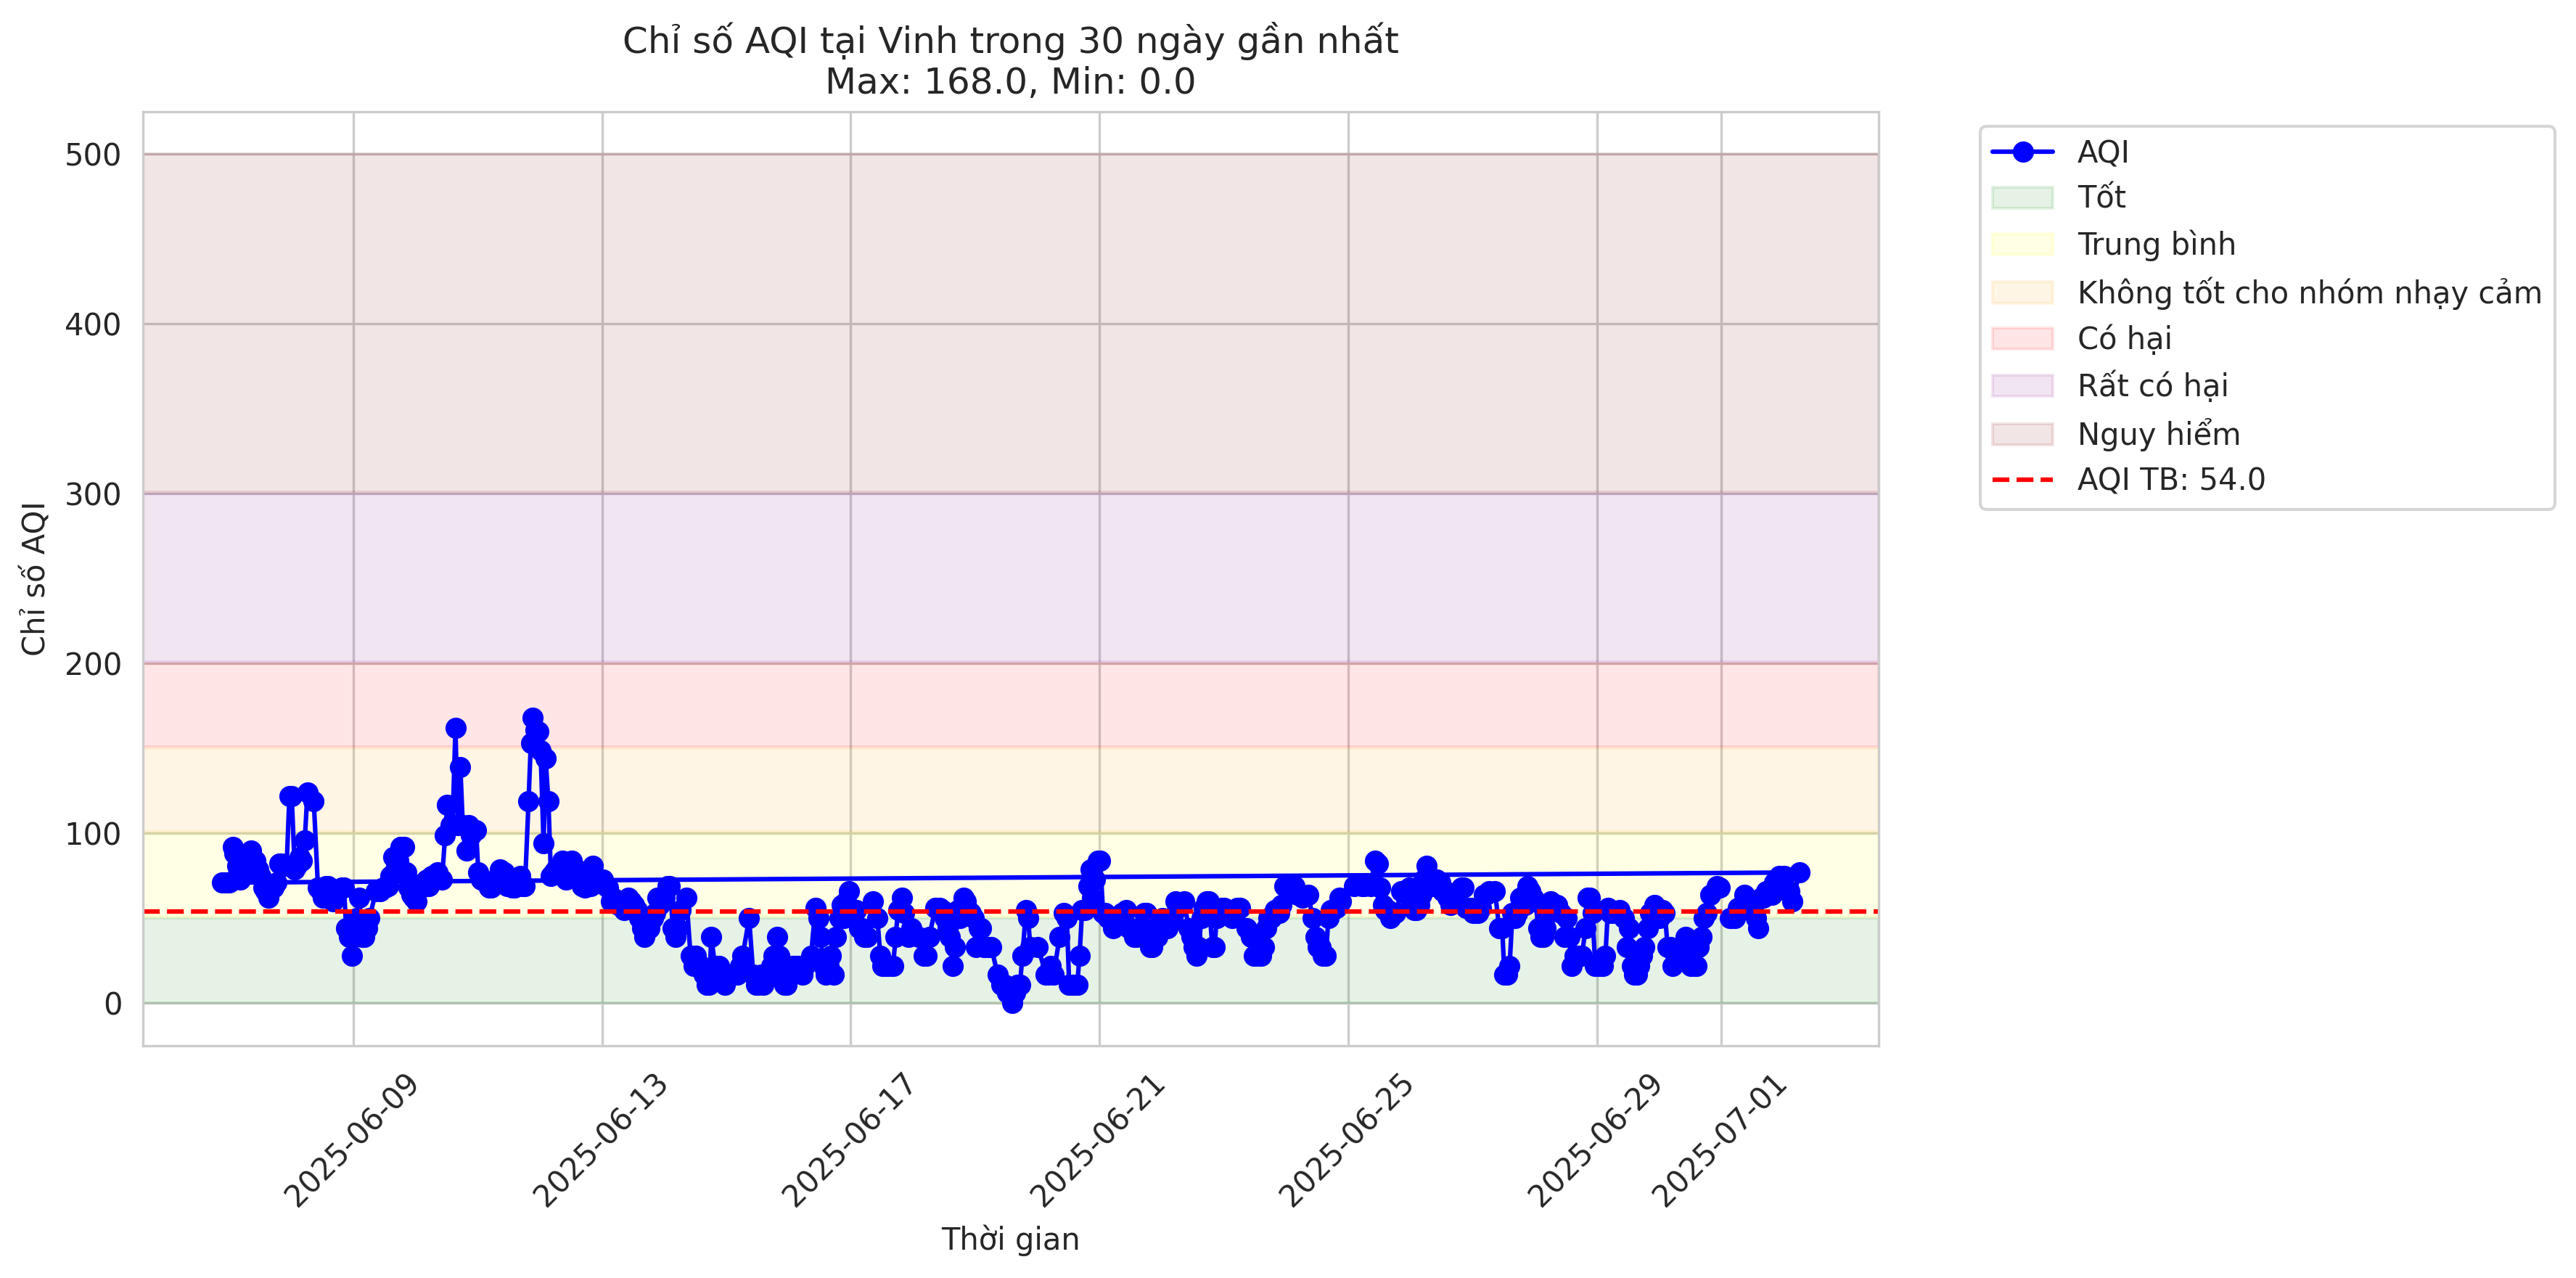 Chỉ số AQI tại Vinh trong 30 ngày gần nhất
Max: 168.0, Min: 0.0
Chỉ số AQI
500
400
300
200
100
0
2025-06-09
2025-06-13
2025-06-17
2025-06-21
2025-06-25
2025-06-29
2025-07-01
Thời gian
AQI
Tốt
Trung bình
Không tốt cho nhóm nhạy cảm
Có hại
Rất có hại
Nguy hiểm
AQI TB: 54.0